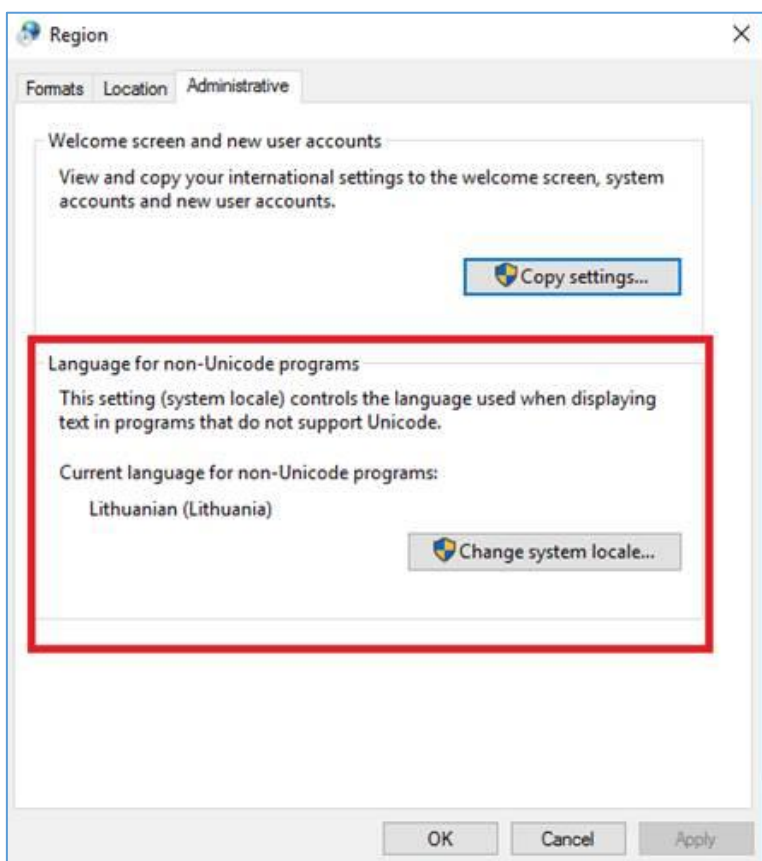 Region
Formats
Location
Administrative
Welcome screen and new user accounts
View and copy your international settings to the welcome screen, system
accounts and new user accounts.
Copy settings...
Language for non-Unicode programs
This setting (system locale) controls the language used when displaying
text in programs that do not support Unicode.
Current language for non-Unicode programs:
Lithuanian (Lithuania)
Change system locale...
OK
Cancel
Apply